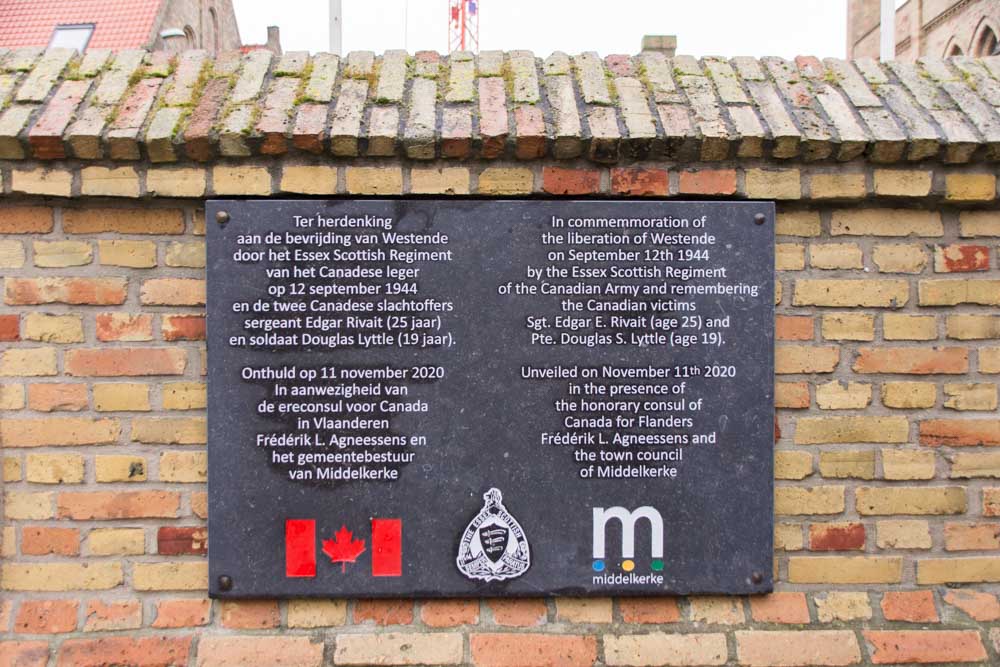 Ter herdenking
aan de bevrijding van Westende
door het Essex Scottish Regiment
van het Canadese leger
op 12 september 1944
en de twee Canadese slachtoffers
sergeant Edgar Rivait (25 jaar)
en soldaat Douglas Lyttle (19 jaar).
Onthuld op 11 november 2020
In aanwezigheid van
de ereconsul voor Canada
in Vlaanderen
Frédérik L. Agneessens en
het gemeentebestuur
van Middelkerke
In commemmoration of
the liberation of Westende
on September 12th 1944
by the Essex Scottish Regiment
of the Canadian Army and remembering
the Canadian victims
Sgt. Edgar E. Rivait (age 25) and
Pte. Douglas S. Lyttle (age 19).
Unveiled on November 11th 2020
in the presence of
the honorary consul of
Canada for Flanders
Frédérik L. Agneessens and
the town council
of Middelkerke
THE ESSEX SCOTTISH
m
middelkerke